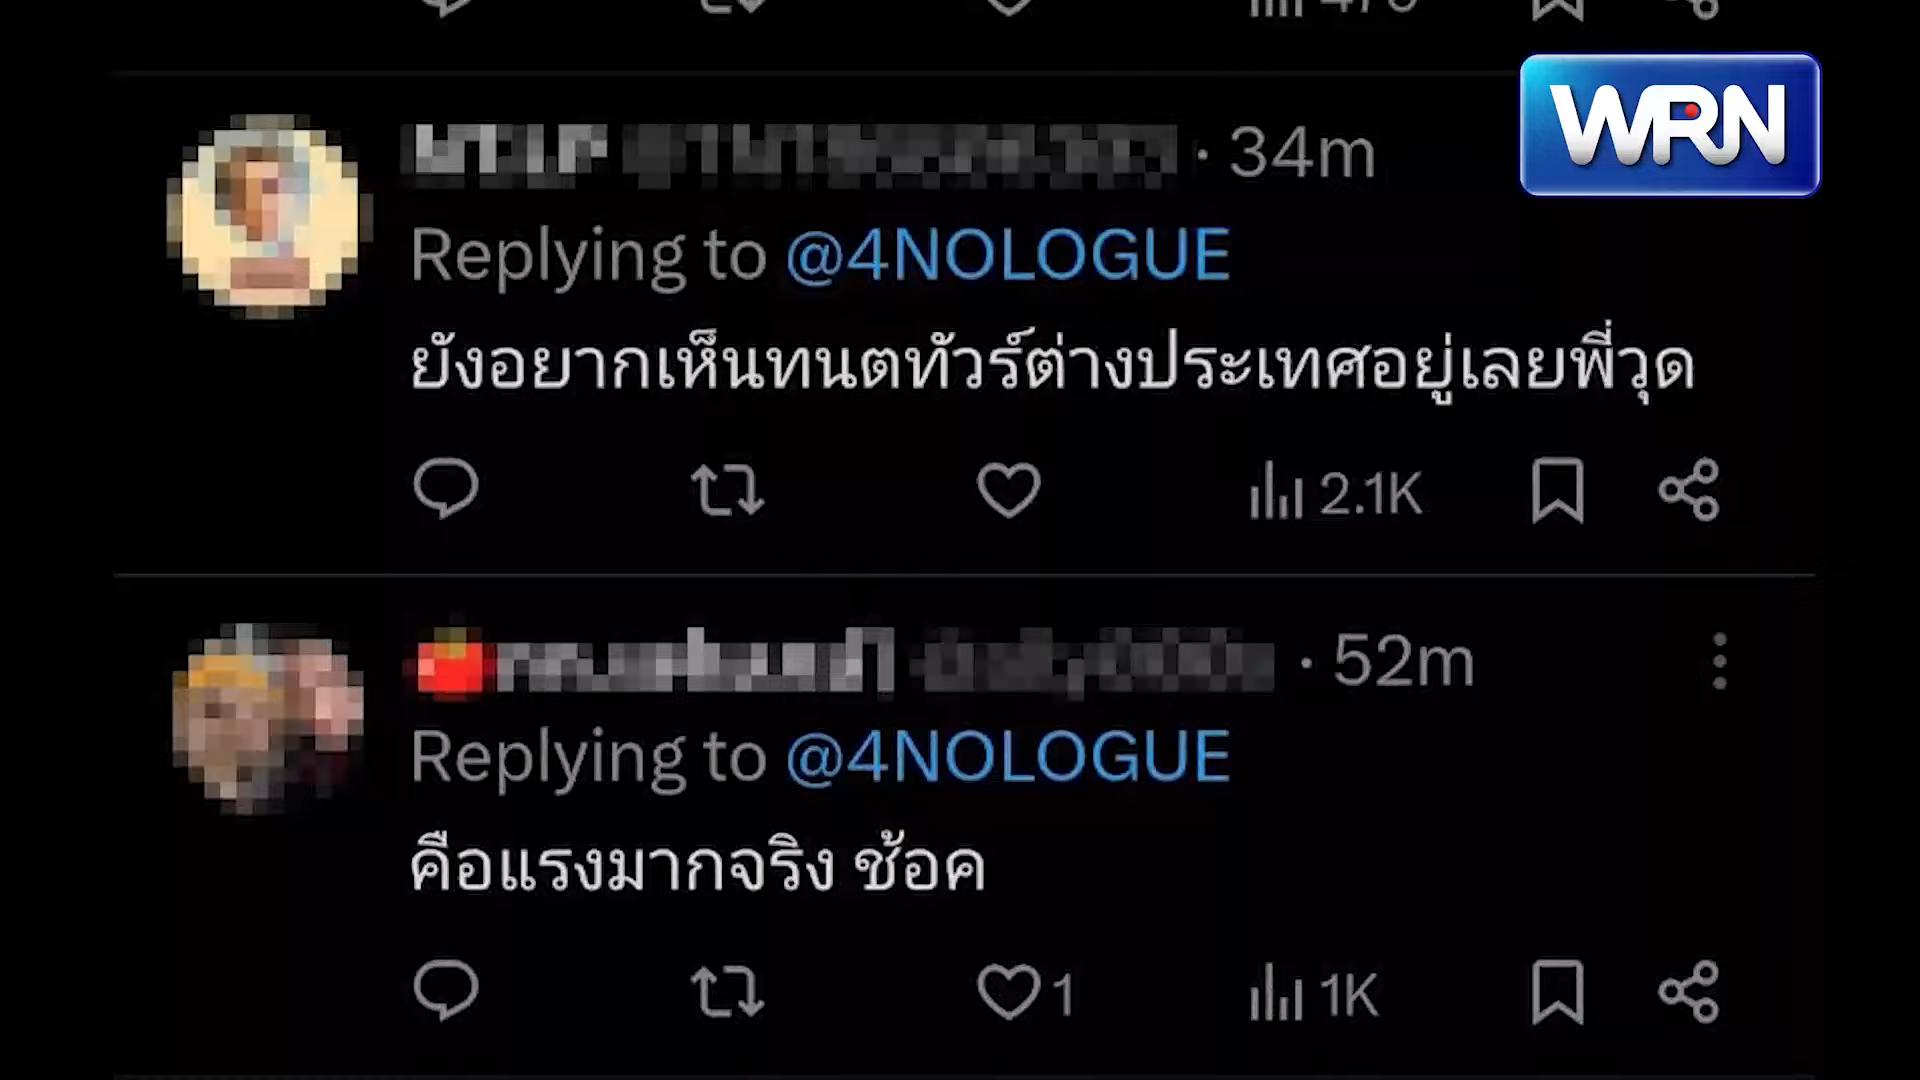 WRN
· 34m
Replying to @4NOLOGUE
ยังอยากเห็นทนตทัวร์ต่างประเทศอยู่เลยพี่วุด
2.1K
· 52m
Replying to @4NOLOGUE
คือแรงมากจริง ช้อค
1 1K